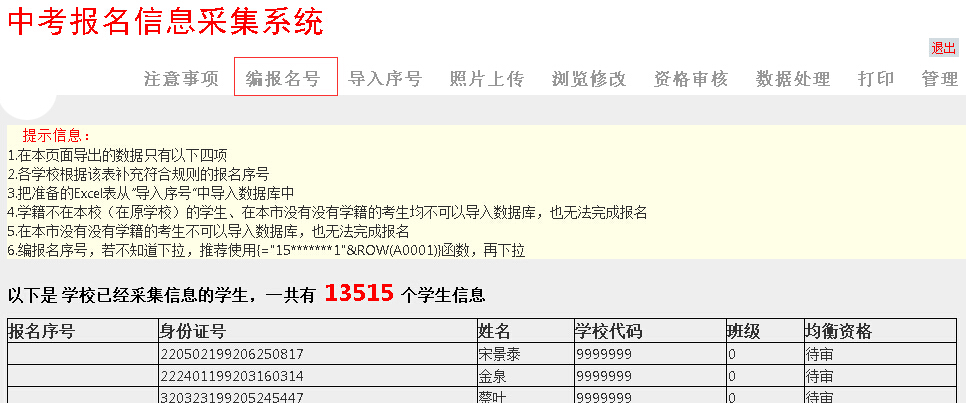 中考报名信息采集系统
退出
注意事项 编报名号 导入序号 照片上传 浏览修改 资格审核 数据处理 打印 管理
提示信息：
1.在本页面导出的数据只有以下四项
2.各学校根据该表补充符合规则的报名序号
3.把准备的Excel表从"导入序号"中导入数据库中
4.学籍不在本校（在原学校）的学生、在本市没有没有学籍的考生均不可以导入数据库，也无法完成报名
5.在本市没有没有学籍的考生不可以导入数据库，也无法完成报名
6.编报名序号，若不知道下拉，推荐使用{="15*******1"&ROW(A0001)}函数，再下拉
以下是 学校已经采集信息的学生，一共有 13515 个学生信息
报名序号 身份证号 姓名 学校代码 班级 均衡资格
220502199206250817 宋景泰 9999999 0 待审
222401199203160314 金泉 9999999 0 待审
320323199205245447 蔡叶 9999999 0 待审